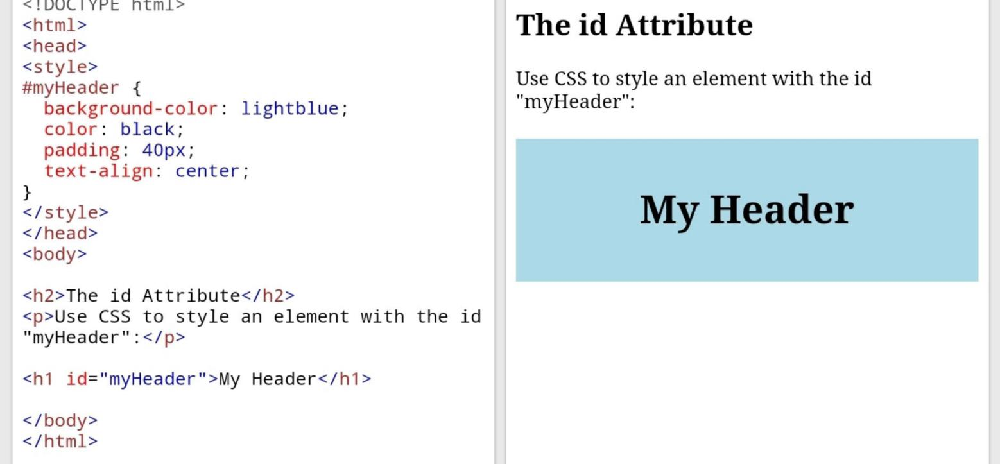 <!DOCTYPE html>
<html>
<head>
<style>
#myHeader {
  background-color: lightblue;
  color: black;
  padding: 40px;
  text-align: center;
}
</style>
</head>
<body>

<h2>The id Attribute</h2>
<p>Use CSS to style an element with the id
"myHeader":</p>

<h1 id="myHeader">My Header</h1>

</body>
</html>
The id Attribute
Use CSS to style an element with the id
"myHeader":
My Header